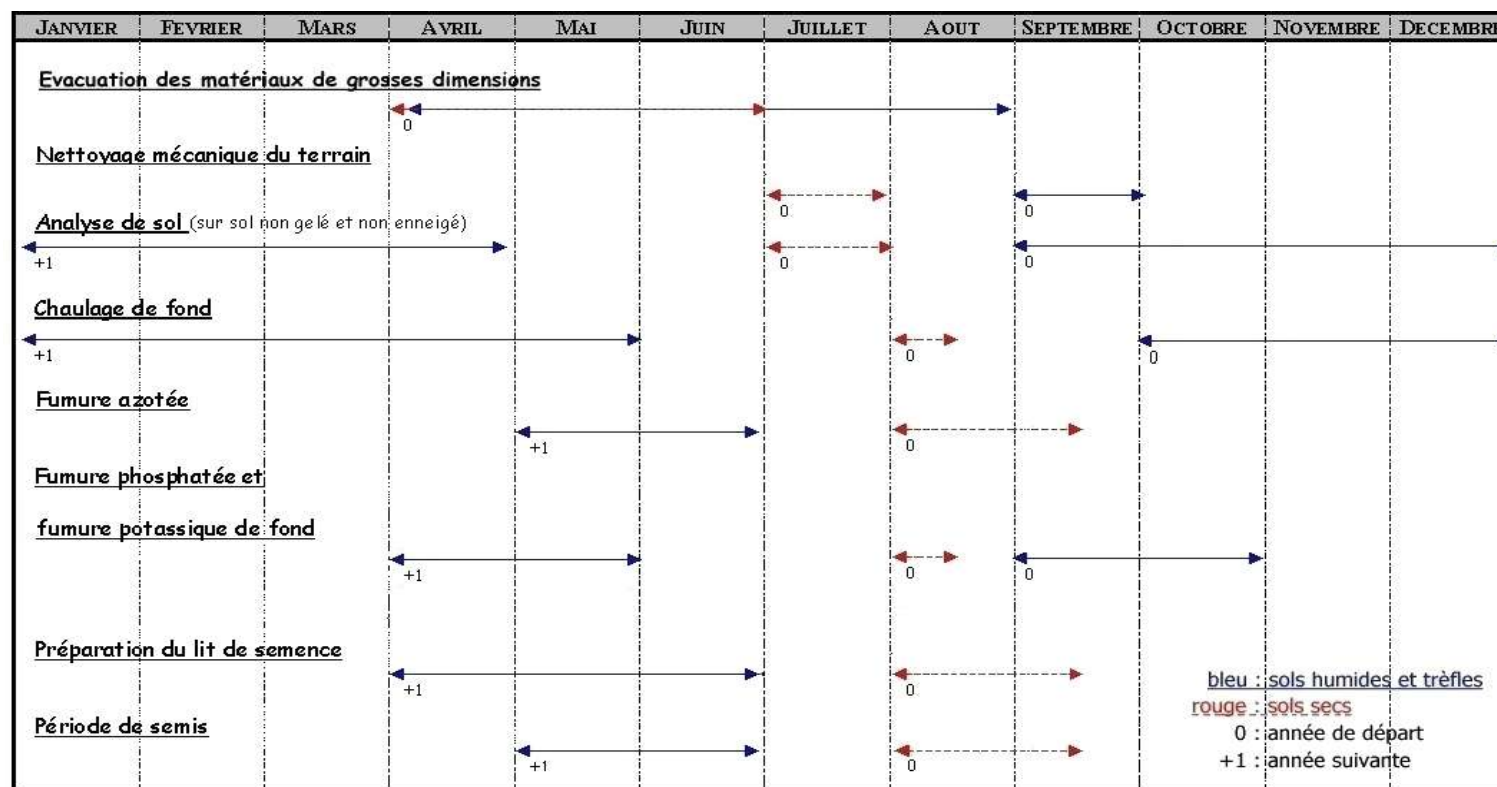 JANVIER FEVRIER MARS AVRIL MAI JUIN JUILLET AOUT SEPTEMBRE OCTOBRE NOVEMBRE DECEMBRE
Evacuation des matériaux de grosses dimensions
0
Nettoyage mécanique du terrain
0 0
Analyse de sol (sur sol non gelé et non enneigé)
+1 0 0
Chaulage de fond
+1 0 0
Fumure azotée
+1 0
Fumure phosphatée et
fumure potassique de fond
+1 0 0
Préparation du lit de semence
+1 0
bleu : sols humides et trèfles
rouge : sols secs
Période de semis
0 : année de départ
+1 : année suivante
+1 0